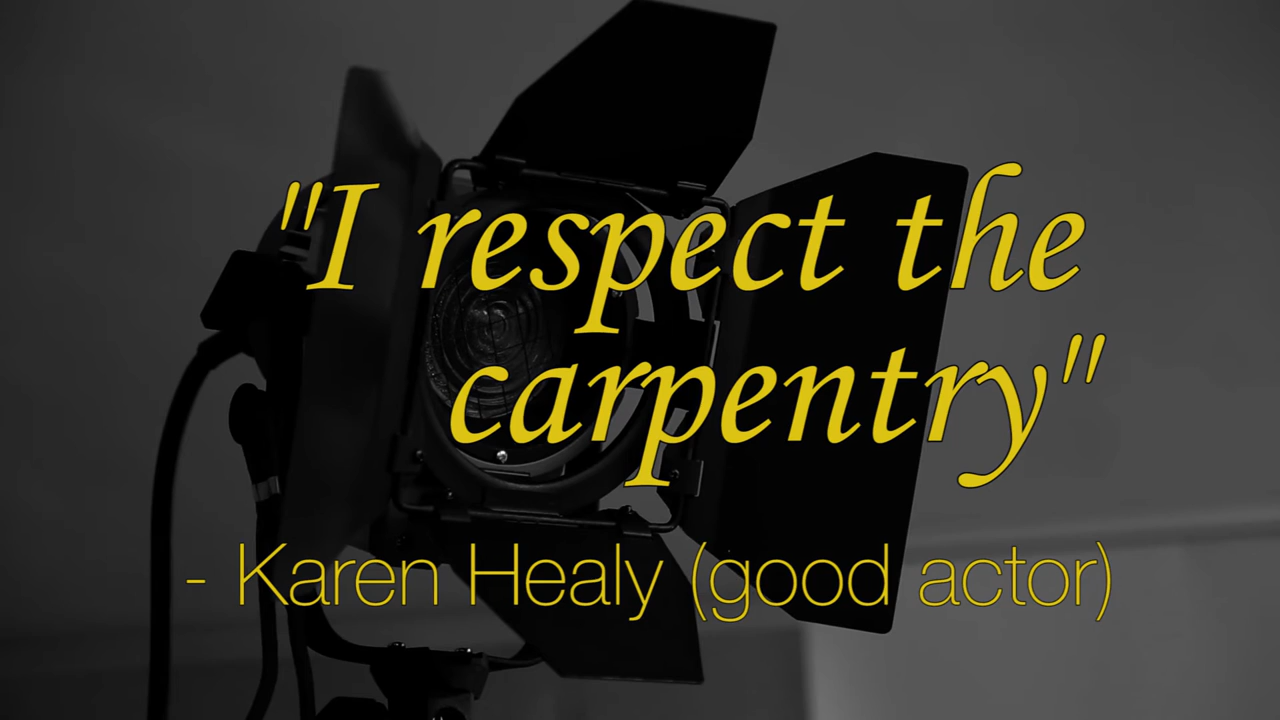 "I respect the
carpentry"
- Karen Healy (good actor)